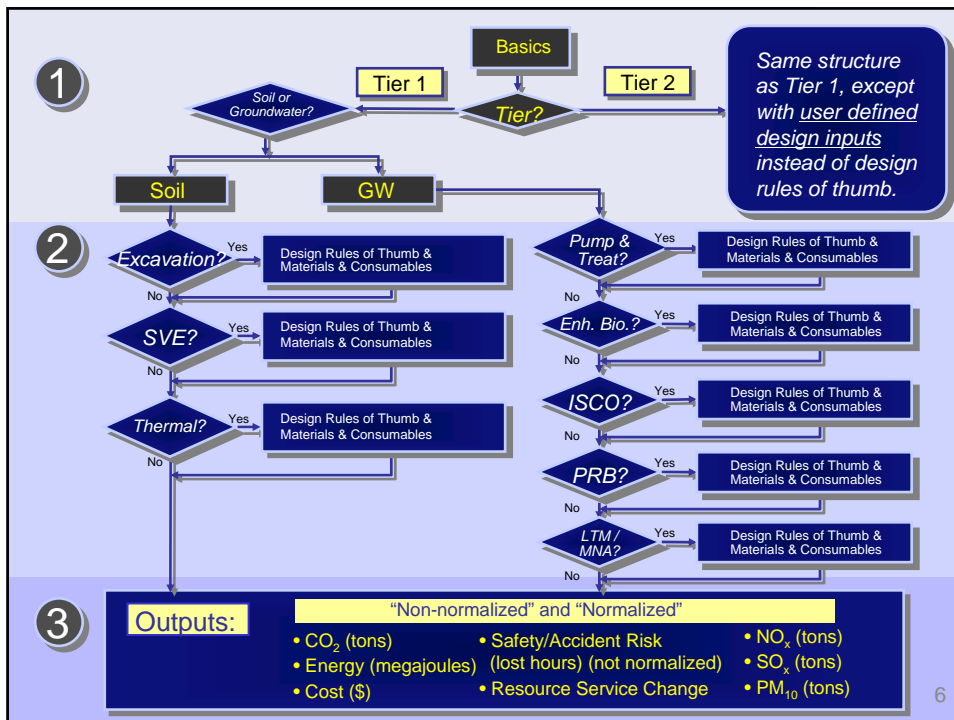 1
Basics
Tier 1
Tier 2
Soil or
Groundwater?
Tier?
Same structure
as Tier 1, except
with user defined
design inputs
instead of design
rules of thumb.
Soil
GW
2
Excavation?
Yes
Design Rules of Thumb &
Materials & Consumables
No
SVE?
Yes
Design Rules of Thumb &
Materials & Consumables
No
Thermal?
Yes
Design Rules of Thumb &
Materials & Consumables
No
Pump &
Treat?
Yes
Design Rules of Thumb &
Materials & Consumables
No
Enh. Bio.?
Yes
Design Rules of Thumb &
Materials & Consumables
No
ISCO?
Yes
Design Rules of Thumb &
Materials & Consumables
No
PRB?
Yes
Design Rules of Thumb &
Materials & Consumables
No
LTM /
MNA?
Yes
Design Rules of Thumb &
Materials & Consumables
No
3
Outputs:
“Non-normalized” and “Normalized”
• CO2 (tons)
• Energy (megajoules)
• Cost ($)
• Safety/Accident Risk
(lost hours) (not normalized)
• Resource Service Change
• NOx (tons)
• SOx (tons)
• PM10 (tons)
6